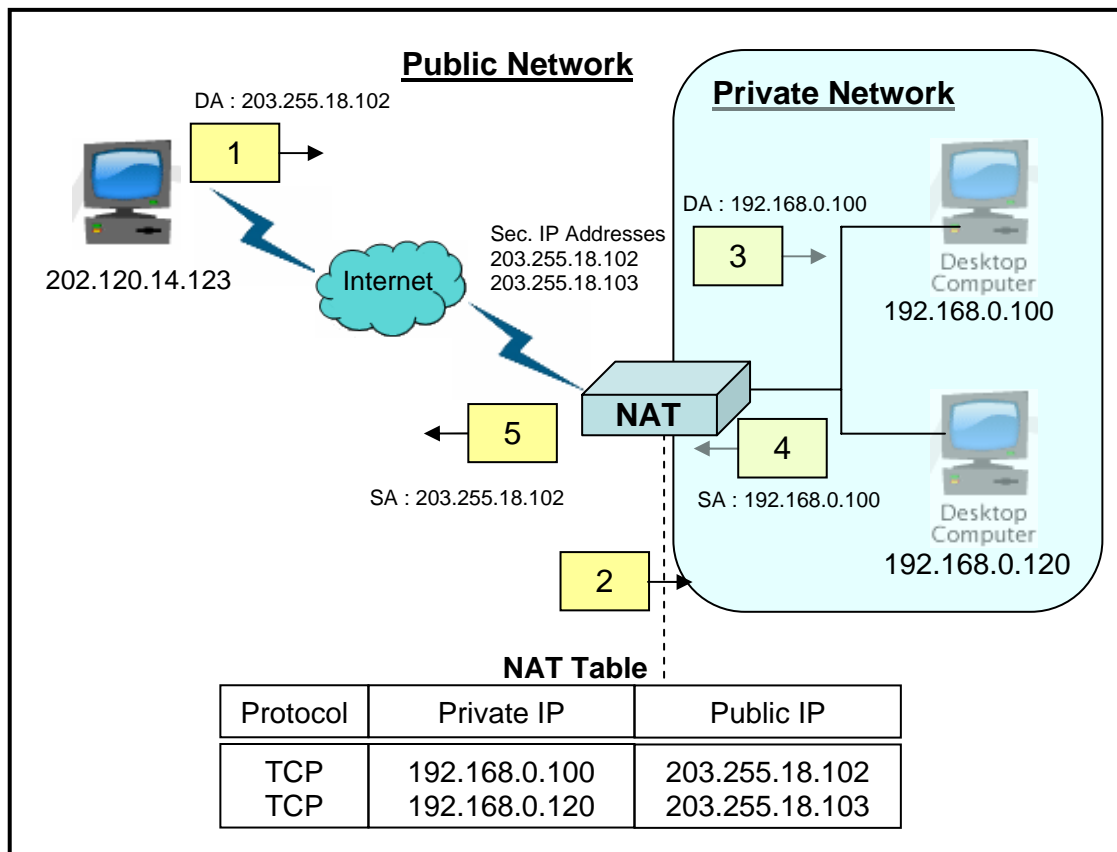 Public Network
Private Network
DA : 203.255.18.102
1
202.120.14.123
Internet
Sec. IP Addresses
203.255.18.102
203.255.18.103
DA : 192.168.0.100
3
Desktop
Computer
192.168.0.100
NAT
5
SA : 203.255.18.102
4
SA : 192.168.0.100
Desktop
Computer
192.168.0.120
2
NAT Table
Protocol Private IP Public IP
TCP 192.168.0.100 203.255.18.102
TCP 192.168.0.120 203.255.18.103